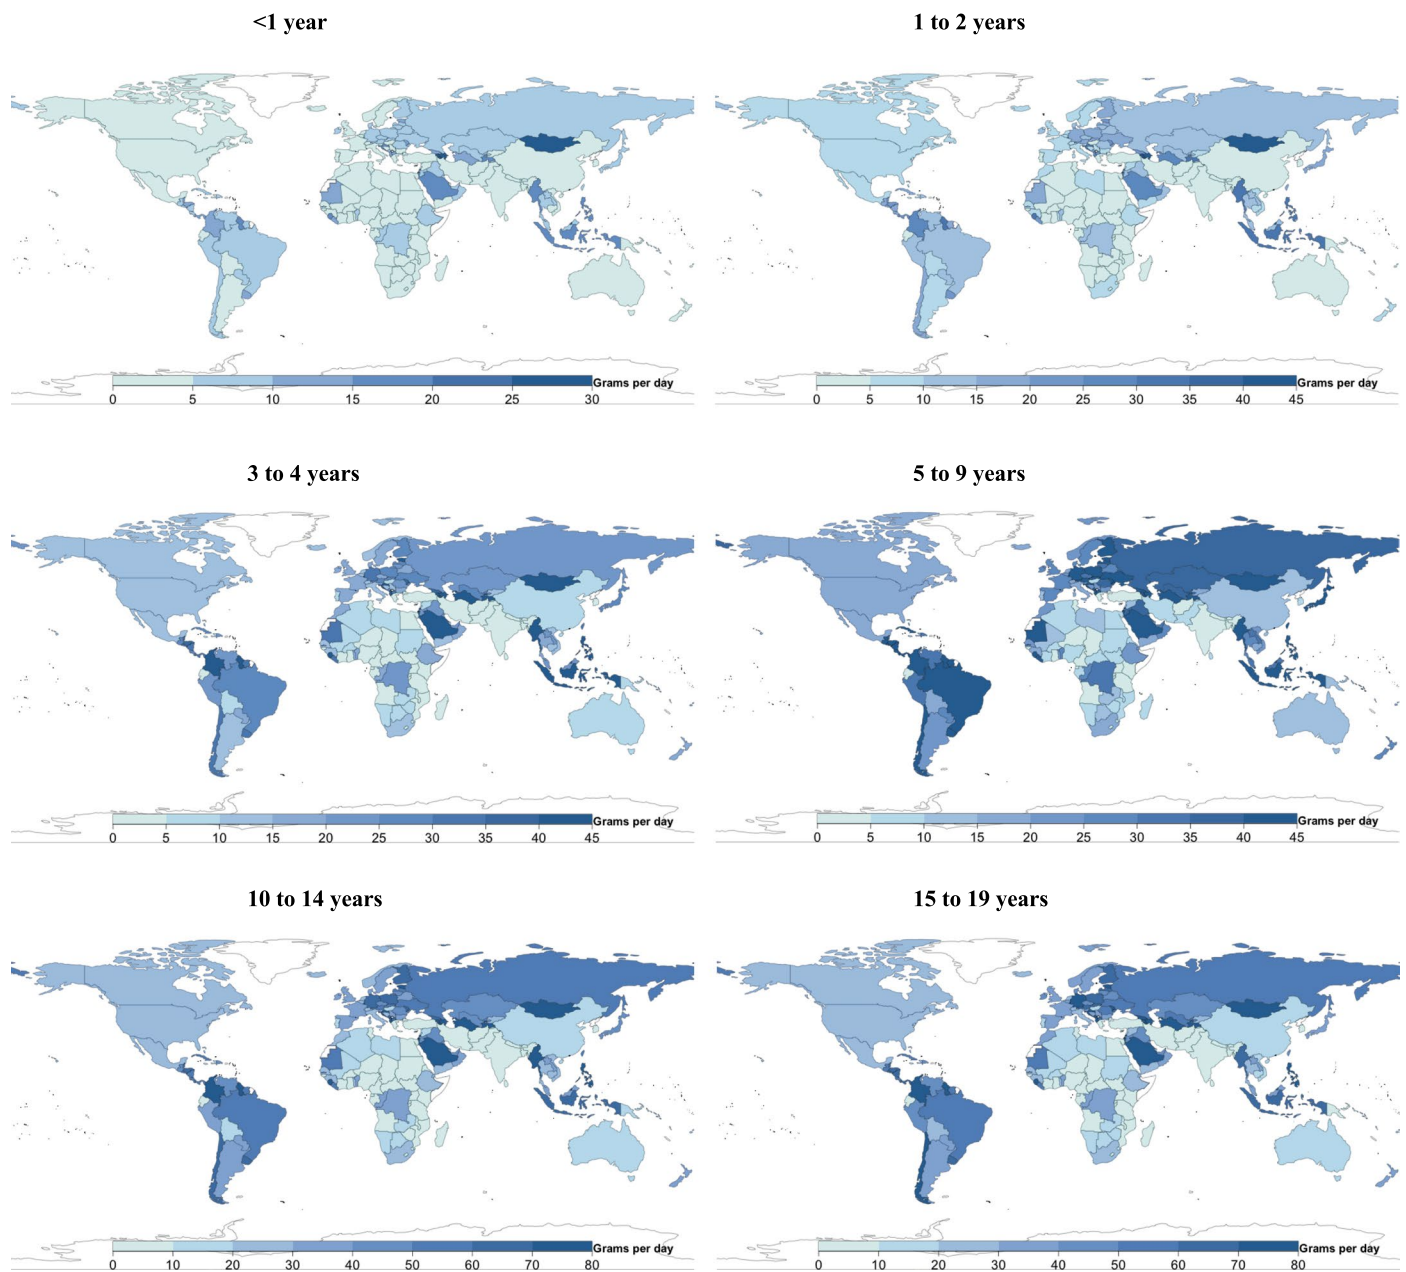 <1 year 1 to 2 years
0 5 10 15 20 25 30 Grams per day 0 5 10 15 20 25 30 35 40 45 Grams per day
3 to 4 years 5 to 9 years
0 5 10 15 20 25 30 35 40 45 Grams per day 0 5 10 15 20 25 30 35 40 45 Grams per day
10 to 14 years 15 to 19 years
0 10 20 30 40 50 60 70 80 Grams per day 0 10 20 30 40 50 60 70 80 Grams per day